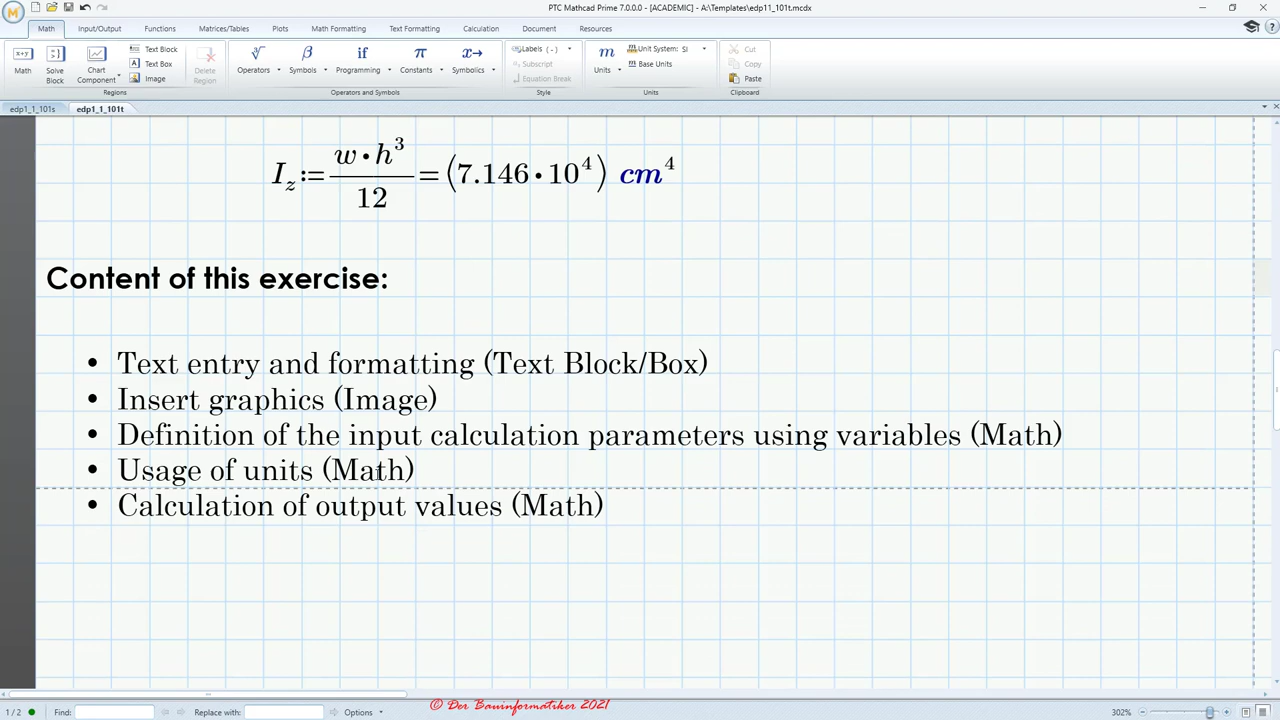 PTC Mathcad Prime 7.0.0.0 - [ACADEMIC] - A:\Templates\edp11_101t.mcdx
Math Input/Output Functions Matrices/Tables Plots Math Formatting Text Formatting Calculation Document Resources
Math
Solve Block
Chart Component
Text Block
Text Box
Image
Delete Region
Operators
Symbols
Programming
Constants
Symbolics
Labels ( -- )
Subscript
Equation Break
Units
Unit System: SI
Base Units
Cut
Copy
Paste
Regions Operators and Symbols Style Units Clipboard
edp1_1_101s edp1_1_101t
I_z := w·h³/12 = (7.146·10⁴) cm⁴
Content of this exercise:
• Text entry and formatting (Text Block/Box)
• Insert graphics (Image)
• Definition of the input calculation parameters using variables (Math)
• Usage of units (Math)
• Calculation of output values (Math)
© Der Bauinformatiker 2021
1 / 2 Find: Replace with: Options 302%